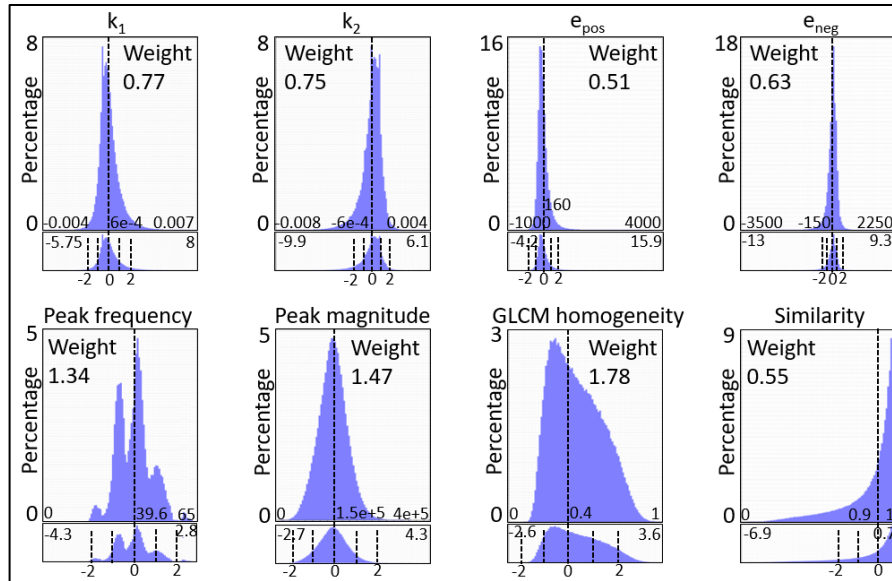 k1
8
Percentage
0
Weight
0.77
-0.004 6e-4 0.007
-5.75 8
-2 0 2
k2
8
Percentage
0
Weight
0.75
-0.008 -6e-4 0.004
-9.9 6.1
-2 0 2
epos
16
Percentage
0
Weight
0.51
160
-1000 4000
-4.2 15.9
-2 0 2
eneg
18
Percentage
0
Weight
0.63
-3500 -150 2250
-13 9.3
-2 0 2
Peak frequency
5
Percentage
0
Weight
1.34
0 39.6 65
-4.3 2.8
-2 0 2
Peak magnitude
5
Percentage
0
Weight
1.47
0 1.5e+5 4e+5
-2.7 4.3
-2 0 2
GLCM homogeneity
3
Percentage
0
Weight
1.78
0 0.4 1
-2.6 3.6
-2 0 2
Similarity
9
Percentage
0
Weight
0.55
0 0.9 1
-6.9 0.7
-2 0